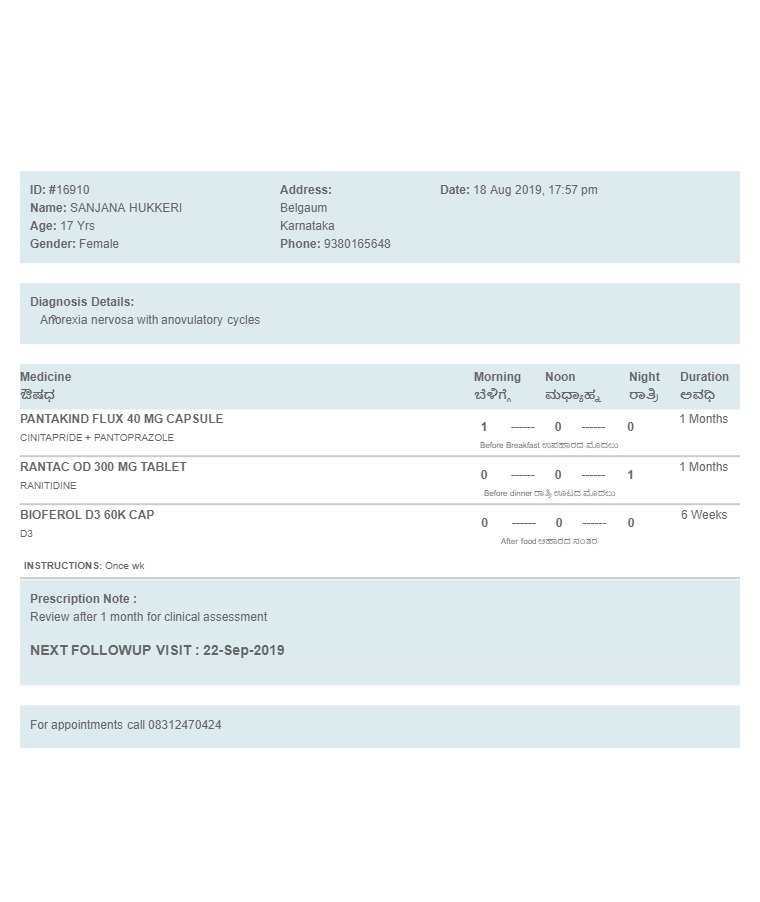 ID: #16910
Name: SANJANA HUKKERI
Age: 17 Yrs
Gender: Female
Address:
Belgaum
Karnataka
Phone: 9380165648
Date: 18 Aug 2019, 17:57 pm
Diagnosis Details:
Anorexia nervosa with anovulatory cycles
Medicine Morning Noon Night Duration
ಔಷಧ ಬೆಳಿಗ್ಗೆ ಮಧ್ಯಾಹ್ನ ರಾತ್ರಿ ಅವಧಿ
PANTAKIND FLUX 40 MG CAPSULE 1 ------ 0 ------ 0 1 Months
CINITAPRIDE + PANTOPRAZOLE
Before Breakfast ಉಪಹಾರದ ಮೊದಲು
RANTAC OD 300 MG TABLET 0 ------ 0 ------ 1 1 Months
RANITIDINE
Before dinner ರಾತ್ರಿ ಊಟದ ಮೊದಲು
BIOFEROL D3 60K CAP 0 ------ 0 ------ 0 6 Weeks
D3
After food ಆಹಾರದ ನಂತರ
INSTRUCTIONS: Once wk
Prescription Note :
Review after 1 month for clinical assessment
NEXT FOLLOWUP VISIT : 22-Sep-2019
For appointments call 08312470424